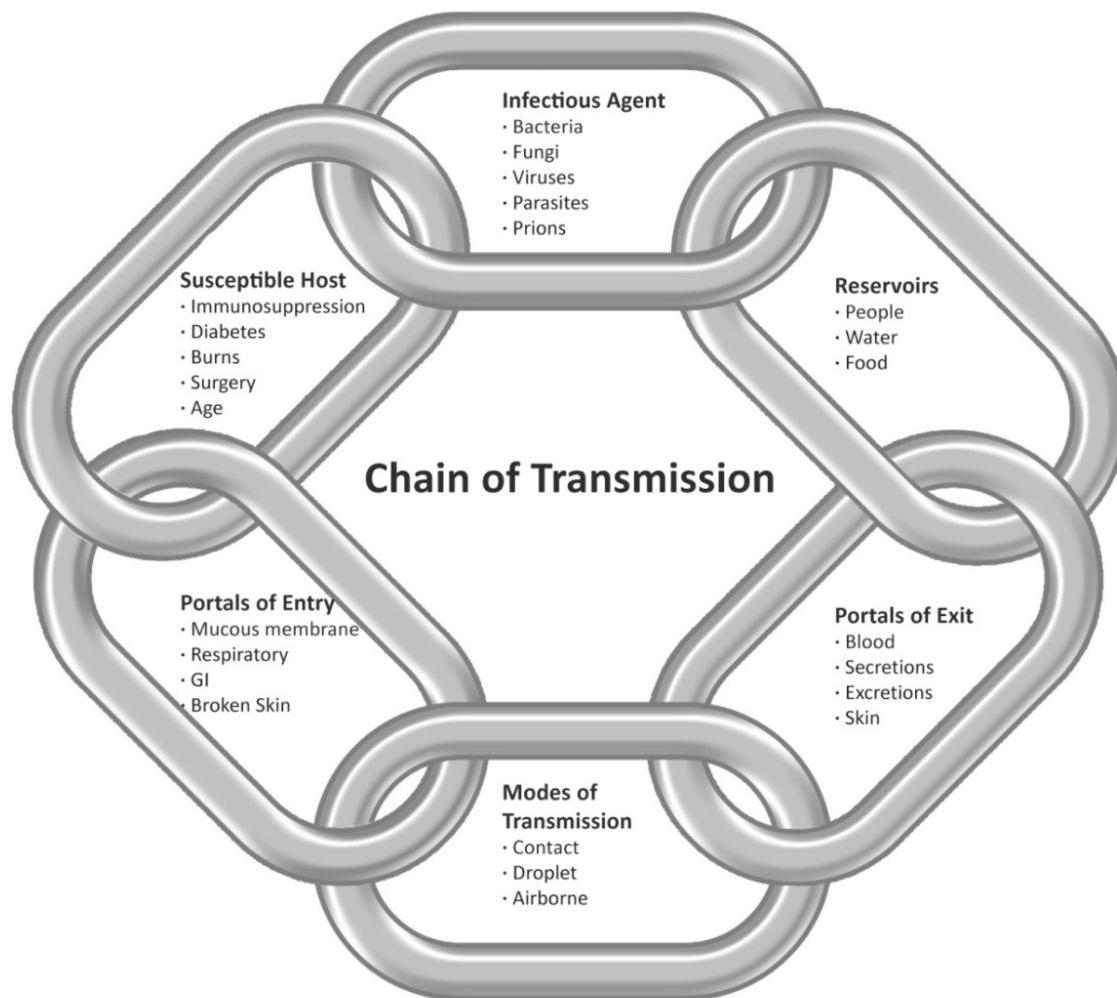 Infectious Agent
· Bacteria
· Fungi
· Viruses
· Parasites
· Prions
Reservoirs
· People
· Water
· Food
Portals of Exit
· Blood
· Secretions
· Excretions
· Skin
Modes of
Transmission
· Contact
· Droplet
· Airborne
Portals of Entry
· Mucous membrane
· Respiratory
· GI
· Broken Skin
Susceptible Host
· Immunosuppression
· Diabetes
· Burns
· Surgery
· Age
Chain of Transmission